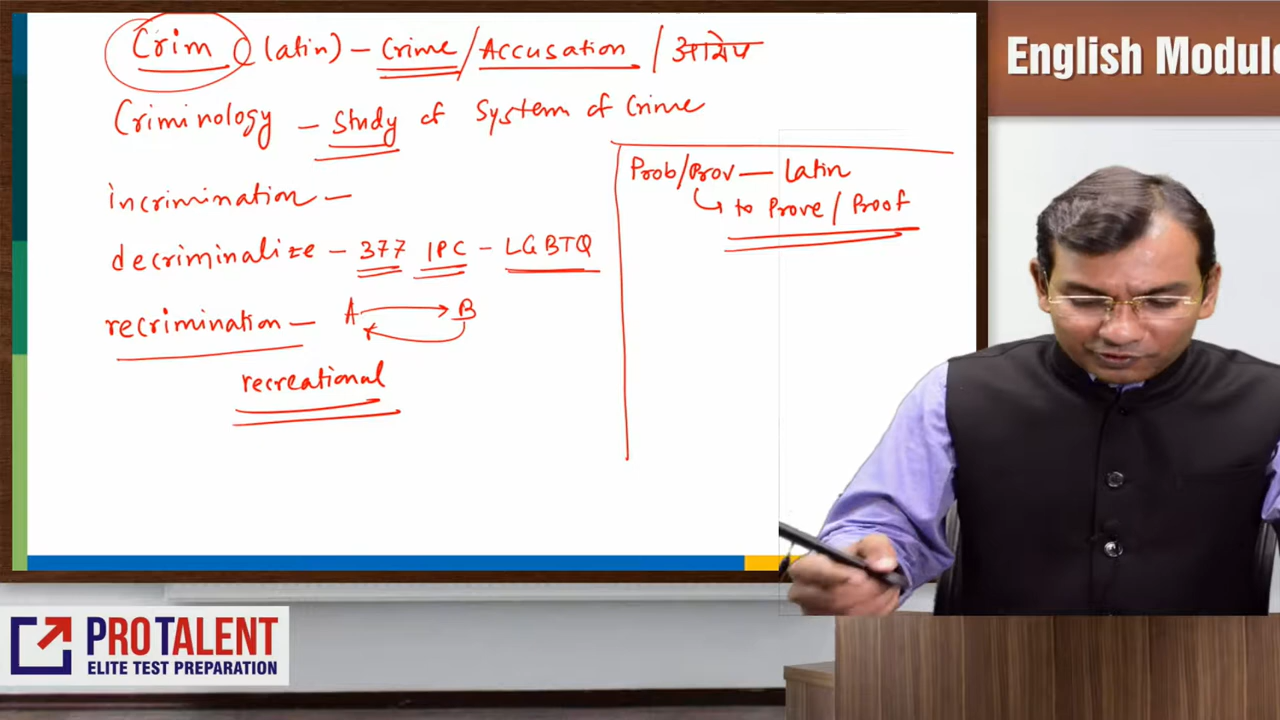 Crim (Latin) – Crime / Accusation / आरोप
Criminology – Study of System of Crime
incrimination –
decriminalize – 377 IPC – LGBTQ
recrimination – A B
recreational
Prob/Prov – Latin
to Prove / Proof
English Module
PROTALENT
ELITE TEST PREPARATION